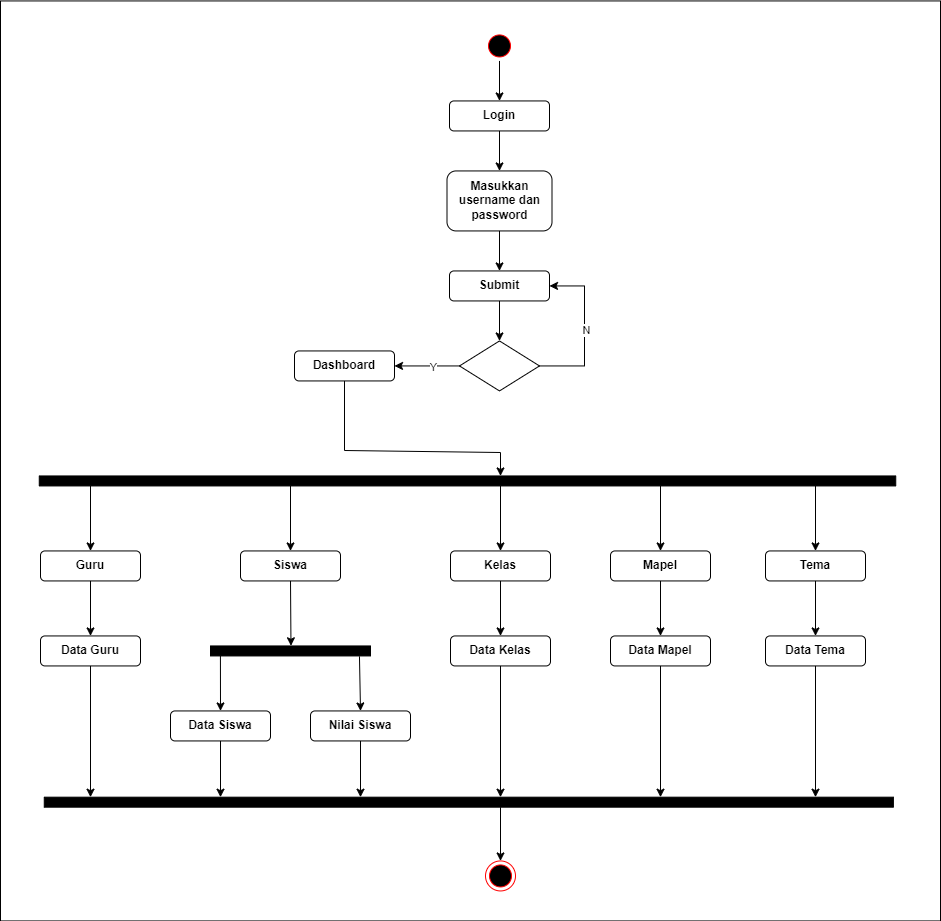 Login
Masukkan
username dan
password
Submit
N
Dashboard
Y
Guru
Siswa
Kelas
Mapel
Tema
Data Guru
Data Kelas
Data Mapel
Data Tema
Data Siswa
Nilai Siswa